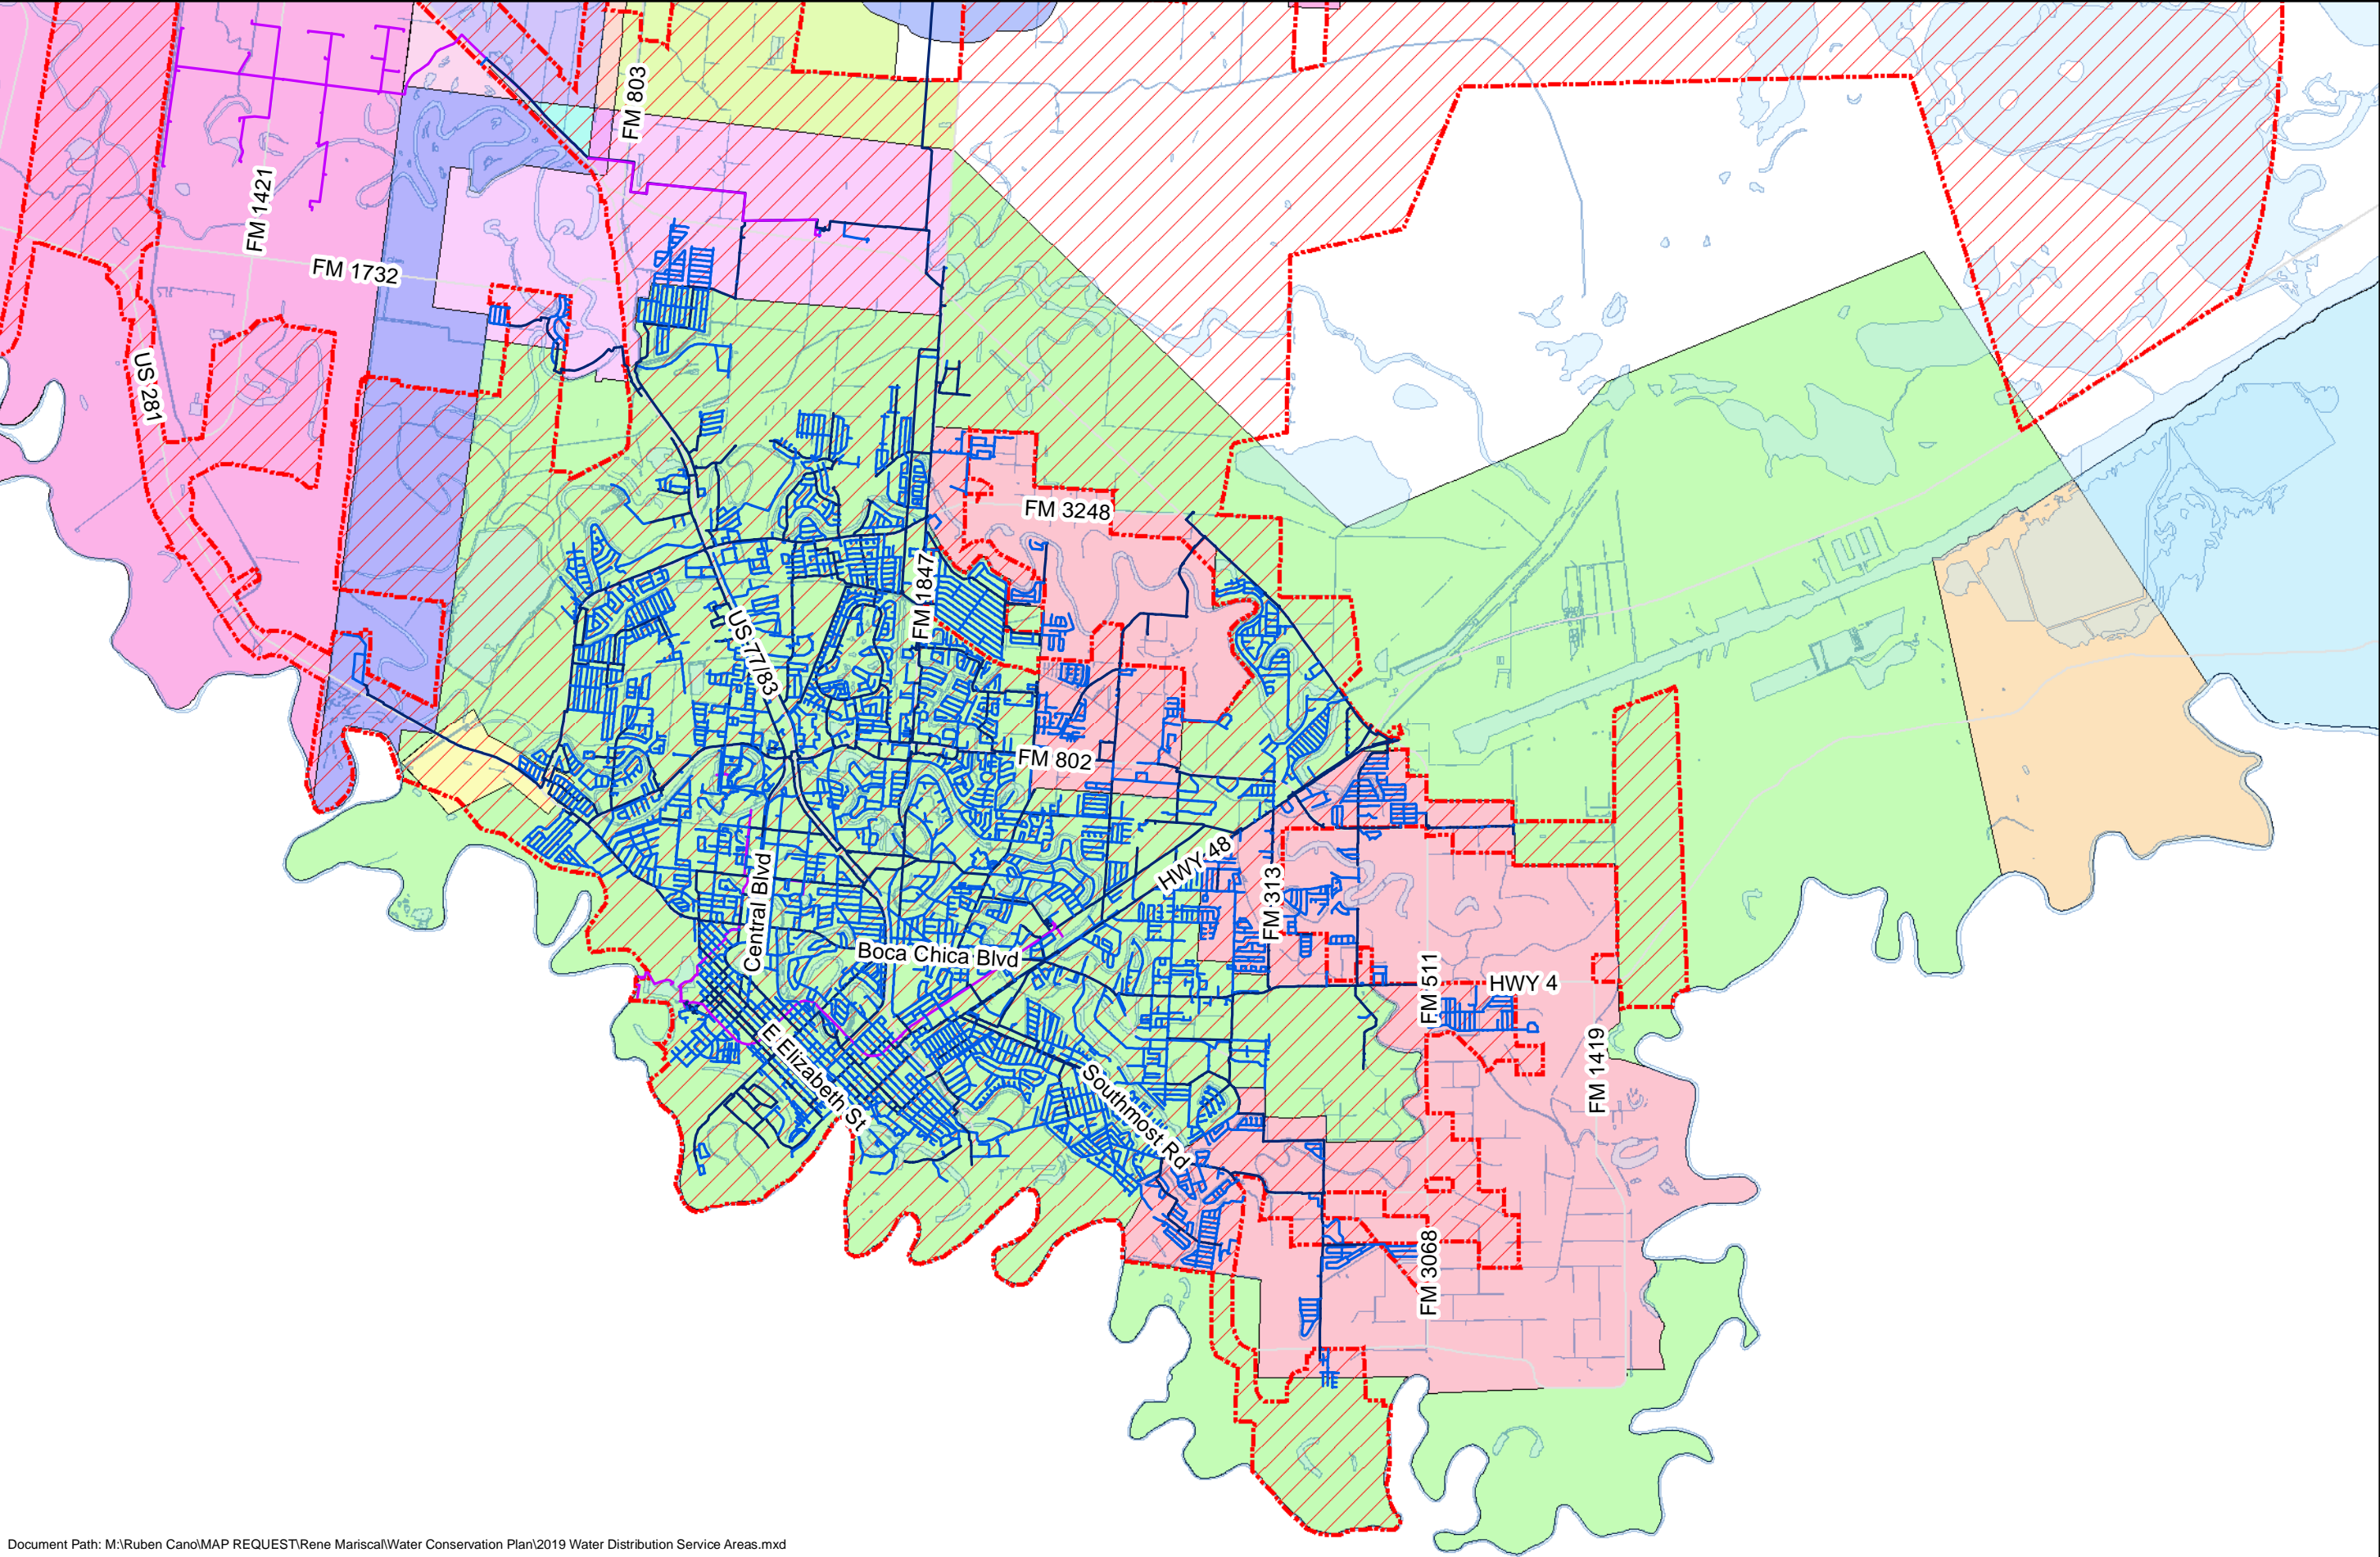 FM 803
FM 1421
FM 1732
US 281
FM 3248
FM 1847
US 77/83
FM 802
HWY 48
Central Blvd
FM 313
Boca Chica Blvd
FM 511
HWY 4
E Elizabeth St
FM 1419
Southmost Rd
FM 3068
Document Path: M:\Ruben Cano\MAP REQUEST\Rene Mariscal\Water Conservation Plan\2019 Water Distribution Service Areas.mxd